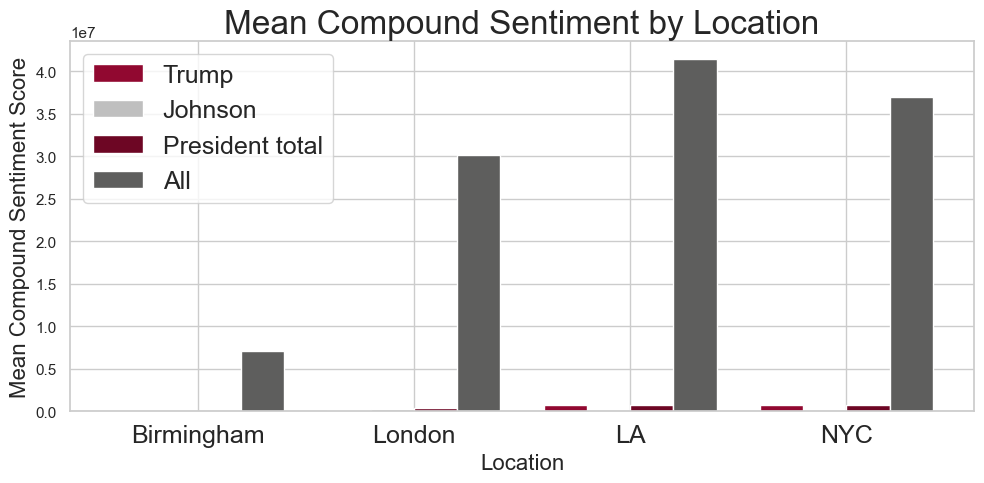 Mean Compound Sentiment by Location
1e7
Trump
Johnson
President total
All
Mean Compound Sentiment Score
4.0
3.5
3.0
2.5
2.0
1.5
1.0
0.5
0.0
Birmingham London LA NYC
Location